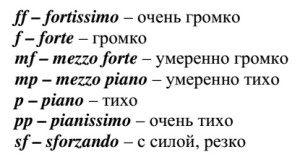 ff – fortissimo – очень громко
f – forte – громко
mf – mezzo forte – умеренно громко
mp – mezzo piano – умеренно тихо
p – piano – тихо
pp – pianissimo – очень тихо
sf – sforzando – с силой, резко